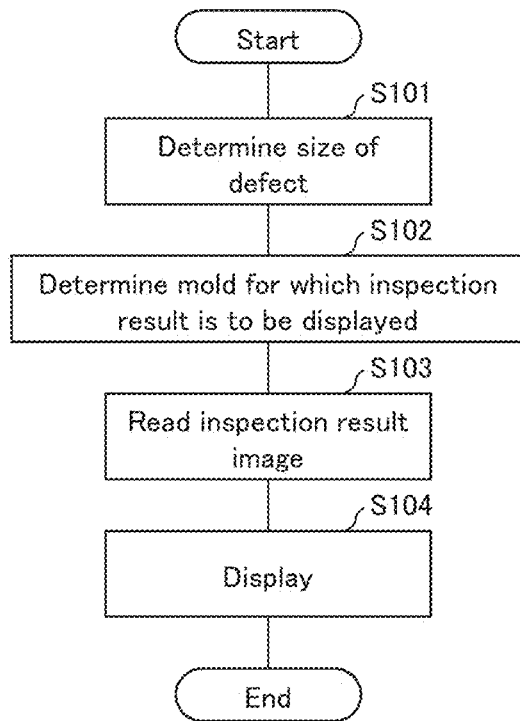 Start
S101
Determine size of
defect
S102
Determine mold for which inspection
result is to be displayed
S103
Read inspection result
image
S104
Display
End